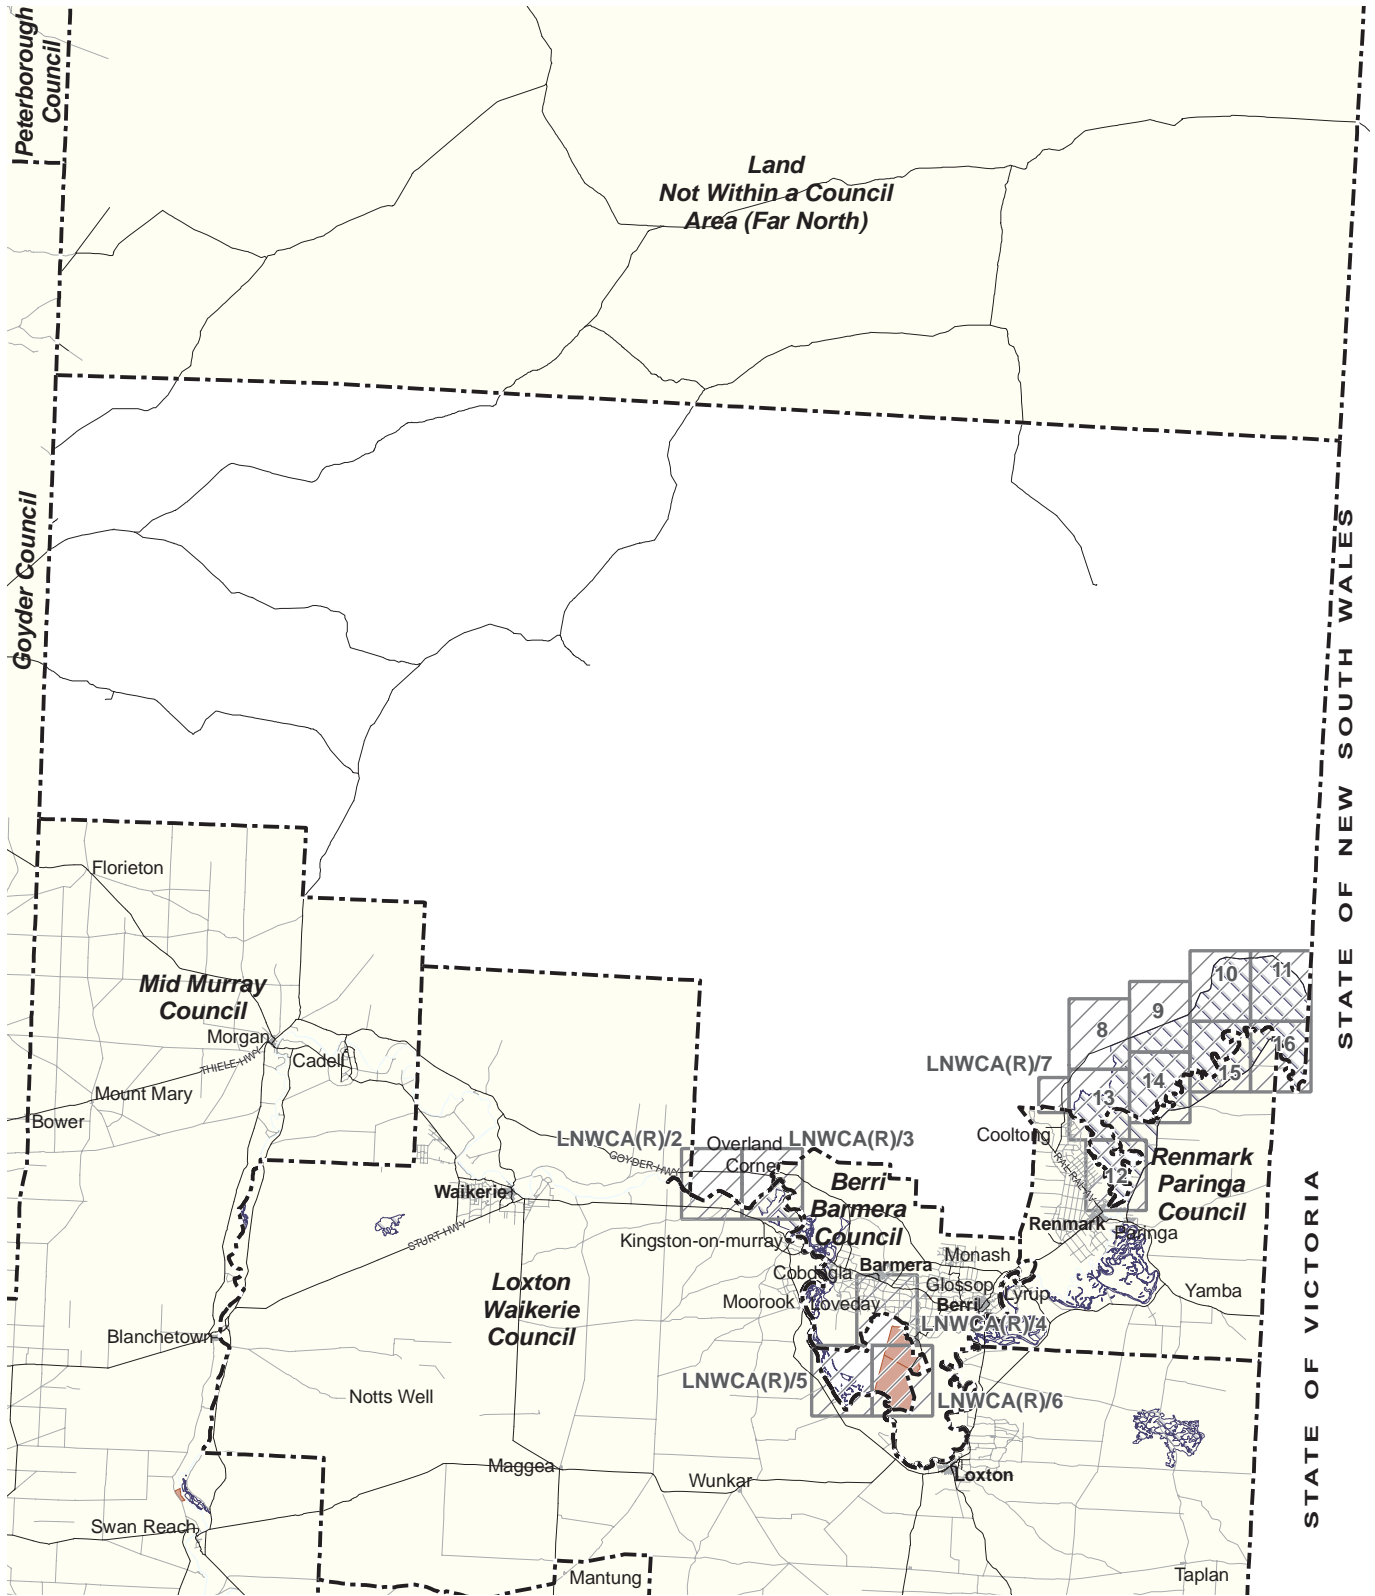 Peterborough
Council
Land
Not Within a Council
Area (Far North)
Goyder Council
STATE OF NEW SOUTH WALES
Florieton
Mid Murray
Council
Morgan
THIELE HWY
Cadell
Mount Mary
Bower
10
11
9
8
LNWCA(R)/7
16
15
14
13
Cooltong
RAL RAL AV
12
Renmark
Paringa
Council
Renmark
Paringa
LNWCA(R)/2
Overland
Corner
LNWCA(R)/3
GOYDER HWY
Berri
Barmera
Council
Waikerie
STURT HWY
Kingston-on-murray
Monash
Cobdogla
Barmera
Glossop
Loxton
Waikerie
Council
Moorook
Loveday
Berri
Lyrup
Yamba
LNWCA(R)/4
Blanchetown
LNWCA(R)/5
LNWCA(R)/6
Notts Well
STATE OF VICTORIA
Maggea
Wunkar
Loxton
Swan Reach
Mantung
Taplan